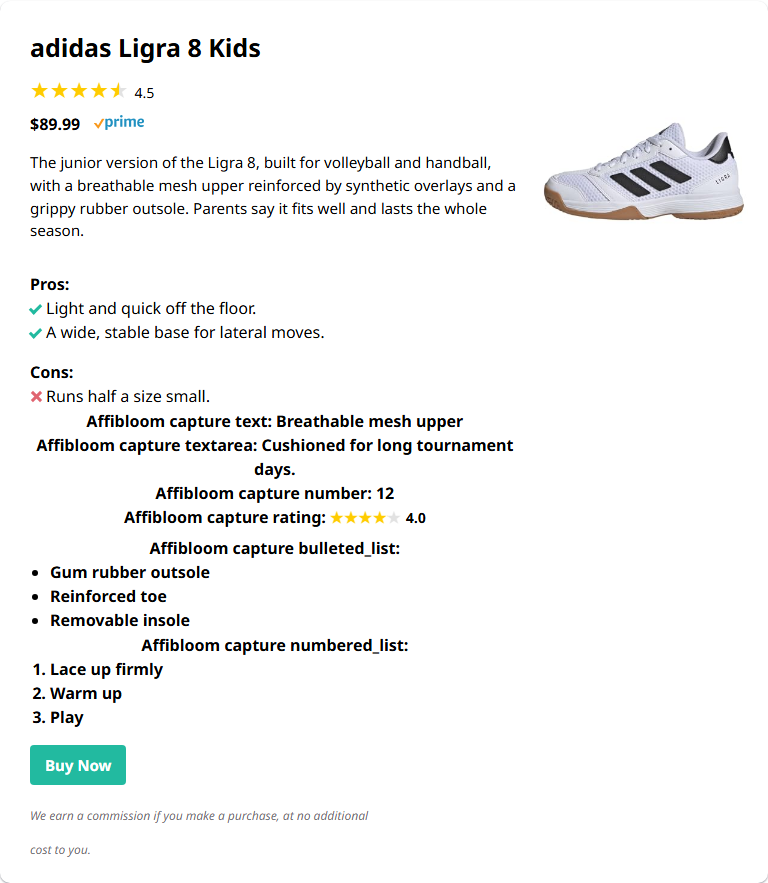 adidas Ligra 8 Kids
4.5
$89.99 prime
The junior version of the Ligra 8, built for volleyball and handball,
with a breathable mesh upper reinforced by synthetic overlays and a
grippy rubber outsole. Parents say it fits well and lasts the whole
season.
LIGRA
Pros:
Light and quick off the floor.
A wide, stable base for lateral moves.
Cons:
Runs half a size small.
Affibloom capture text: Breathable mesh upper
Affibloom capture textarea: Cushioned for long tournament
days.
Affibloom capture number: 12
Affibloom capture rating: 4.0
Affibloom capture bulleted_list:
• Gum rubber outsole
• Reinforced toe
• Removable insole
Affibloom capture numbered_list:
1. Lace up firmly
2. Warm up
3. Play
Buy Now
We earn a commission if you make a purchase, at no additional
cost to you.